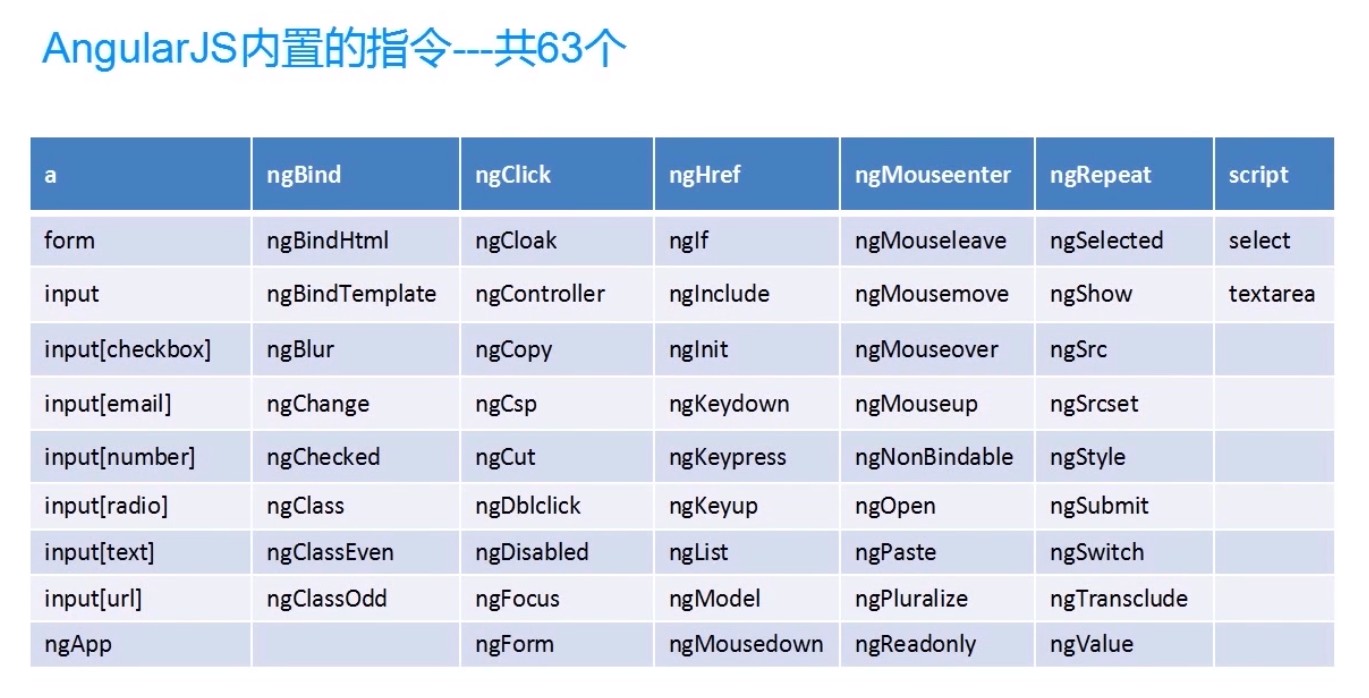 AngularJS内置的指令---共63个
a ngBind ngClick ngHref ngMouseenter ngRepeat script
form ngBindHtml ngCloak ngIf ngMouseleave ngSelected select
input ngBindTemplate ngController ngInclude ngMousemove ngShow textarea
input[checkbox] ngBlur ngCopy ngInit ngMouseover ngSrc
input[email] ngChange ngCsp ngKeydown ngMouseup ngSrcset
input[number] ngChecked ngCut ngKeypress ngNonBindable ngStyle
input[radio] ngClass ngDblclick ngKeyup ngOpen ngSubmit
input[text] ngClassEven ngDisabled ngList ngPaste ngSwitch
input[url] ngClassOdd ngFocus ngModel ngPluralize ngTransclude
ngApp ngForm ngMousedown ngReadonly ngValue